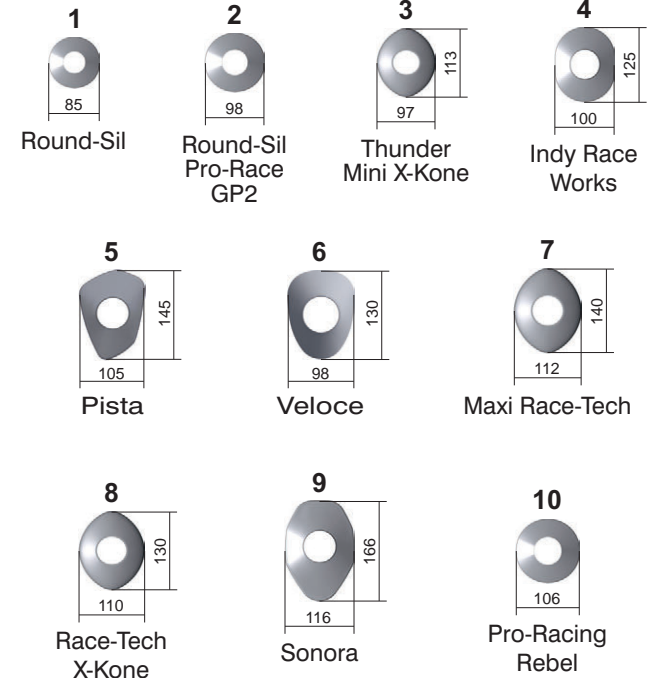 1
85
Round-Sil
2
98
Round-Sil
Pro-Race
GP2
3
113
97
Thunder
Mini X-Kone
4
125
100
Indy Race
Works
5
145
105
Pista
6
130
98
Veloce
7
140
112
Maxi Race-Tech
8
130
110
Race-Tech
X-Kone
9
166
116
Sonora
10
106
Pro-Racing
Rebel